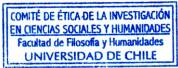 COMITÉ DE ÉTICA DE LA INVESTIGACIÓN
EN CIENCIAS SOCIALES Y HUMANIDADES
Facultad de Filosofía y Humanidades
UNIVERSIDAD DE CHILE